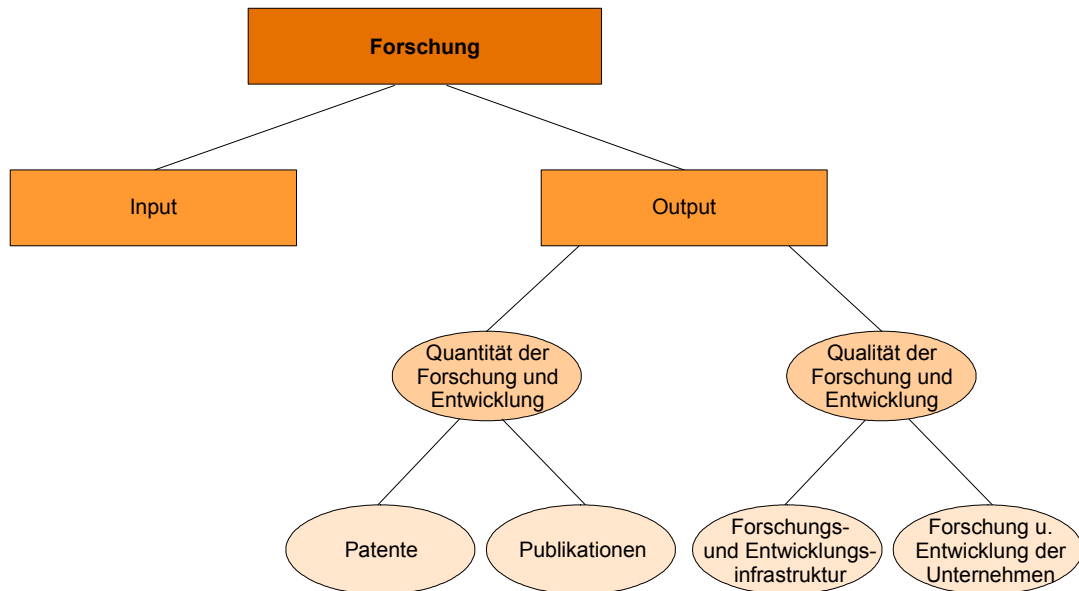 Forschung
Input
Output
Quantität der
Forschung und
Entwicklung
Qualität der
Forschung und
Entwicklung
Patente
Publikationen
Forschungs-
und Entwicklungs-
infrastruktur
Forschung u.
Entwicklung der
Unternehmen